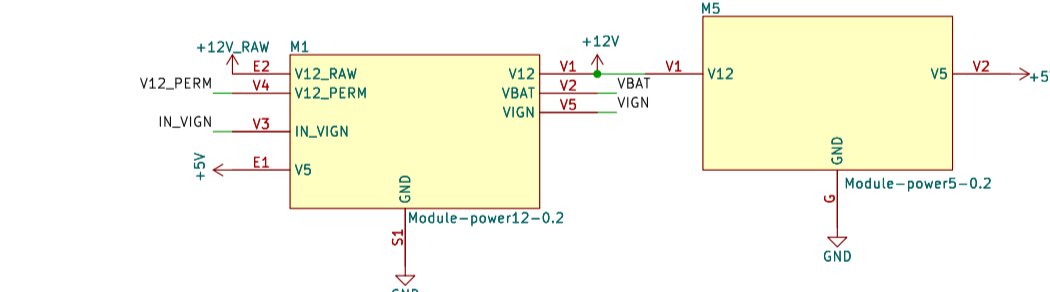 M5
+12V
+12V_RAW M1
E2 V12_RAW V12 V1 V1 V12 V5 V2
V12_PERM V4 V12_PERM VBAT V2 VBAT
VIGN V5 VIGN
IN_VIGN V3 IN_VIGN
+5V E1 V5
GND GND
Module-power5-0.2
G
Module-power12-0.2
S1
GND